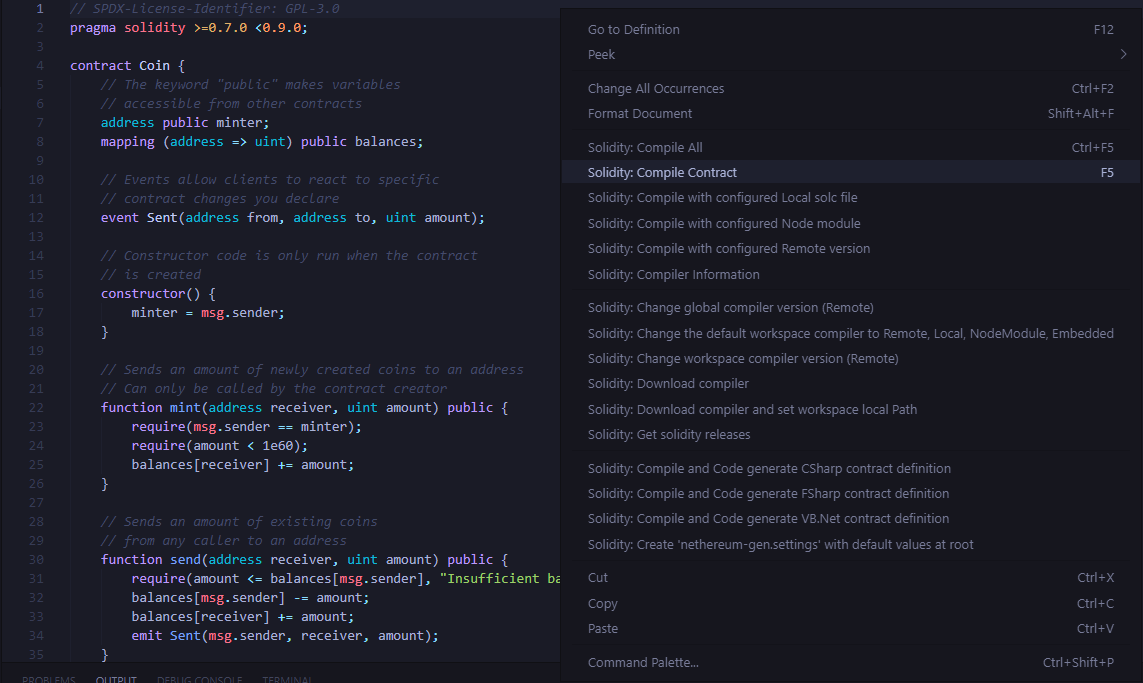 1 // SPDX-License-Identifier: GPL-3.0
2 pragma solidity >=0.7.0 <0.9.0;
3
4 contract Coin {
5 // The keyword "public" makes variables
6 // accessible from other contracts
7 address public minter;
8 mapping (address => uint) public balances;
9
10 // Events allow clients to react to specific
11 // contract changes you declare
12 event Sent(address from, address to, uint amount);
13
14 // Constructor code is only run when the contract
15 // is created
16 constructor() {
17 minter = msg.sender;
18 }
19
20 // Sends an amount of newly created coins to an address
21 // Can only be called by the contract creator
22 function mint(address receiver, uint amount) public {
23 require(msg.sender == minter);
24 require(amount < 1e60);
25 balances[receiver] += amount;
26 }
27
28 // Sends an amount of existing coins
29 // from any caller to an address
30 function send(address receiver, uint amount) public {
31 require(amount <= balances[msg.sender], "Insufficient ba
32 balances[msg.sender] -= amount;
33 balances[receiver] += amount;
34 emit Sent(msg.sender, receiver, amount);
35 }
PROBLEMS OUTPUT DEBUG CONSOLE TERMINAL
Go to Definition F12
Peek
Change All Occurrences Ctrl+F2
Format Document Shift+Alt+F
Solidity: Compile All Ctrl+F5
Solidity: Compile Contract F5
Solidity: Compile with configured Local solc file
Solidity: Compile with configured Node module
Solidity: Compile with configured Remote version
Solidity: Compiler Information
Solidity: Change global compiler version (Remote)
Solidity: Change the default workspace compiler to Remote, Local, NodeModule, Embedded
Solidity: Change workspace compiler version (Remote)
Solidity: Download compiler
Solidity: Download compiler and set workspace local Path
Solidity: Get solidity releases
Solidity: Compile and Code generate CSharp contract definition
Solidity: Compile and Code generate FSharp contract definition
Solidity: Compile and Code generate VB.Net contract definition
Solidity: Create 'nethereum-gen.settings' with default values at root
Cut Ctrl+X
Copy Ctrl+C
Paste Ctrl+V
Command Palette... Ctrl+Shift+P